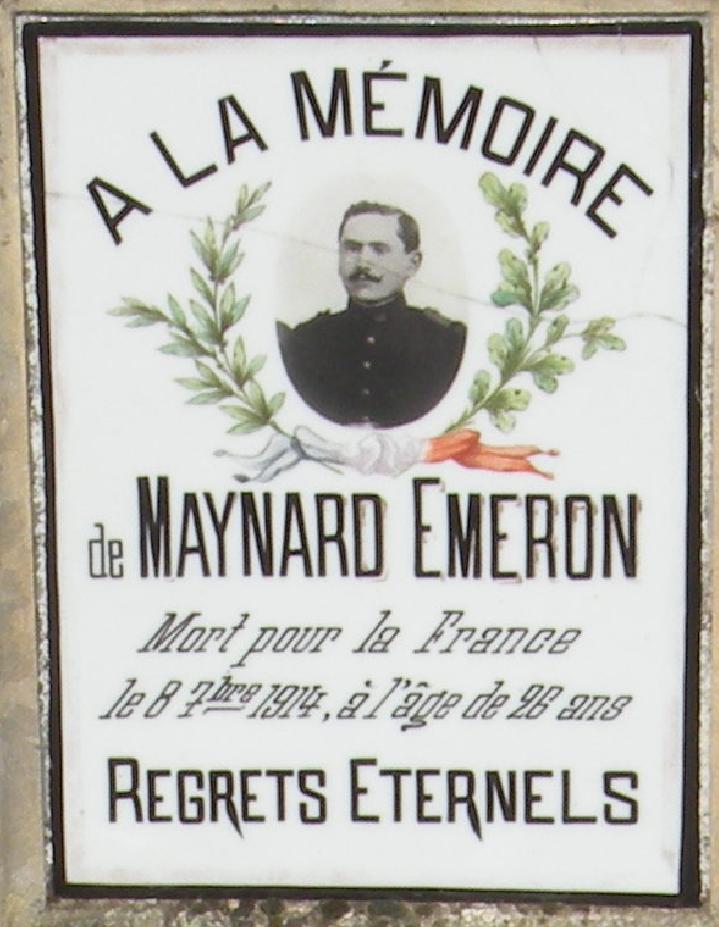 A LA MÉMOIRE
de MAYNARD EMERON
Mort pour la France
le 8 7bre 1914, à l'âge de 26 ans
REGRETS ETERNELS